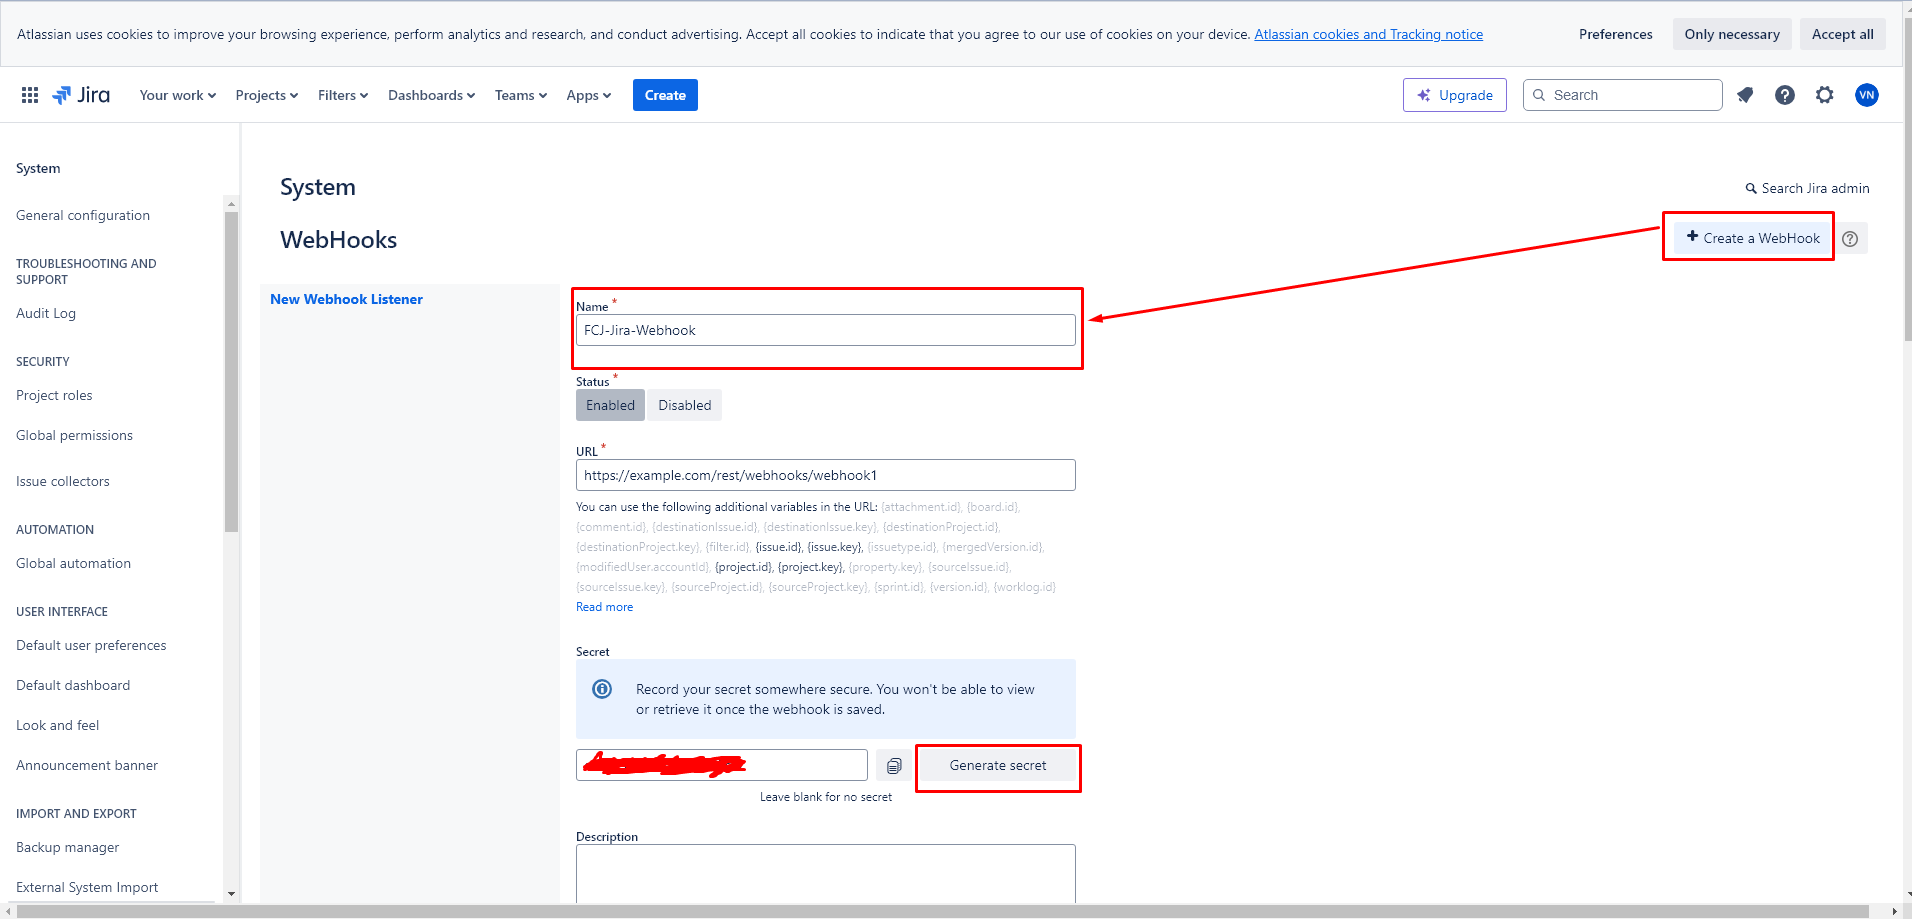 Atlassian uses cookies to improve your browsing experience, perform analytics and research, and conduct advertising. Accept all cookies to indicate that you agree to our use of cookies on your device. Atlassian cookies and Tracking notice
Preferences
Only necessary
Accept all
Jira
Your work
Projects
Filters
Dashboards
Teams
Apps
Create
Upgrade
Search
VN
System
General configuration
TROUBLESHOOTING AND
SUPPORT
Audit Log
SECURITY
Project roles
Global permissions
Issue collectors
AUTOMATION
Global automation
USER INTERFACE
Default user preferences
Default dashboard
Look and feel
Announcement banner
IMPORT AND EXPORT
Backup manager
External System Import
System
Search Jira admin
WebHooks
+ Create a WebHook
New Webhook Listener
Name *
FCJ-Jira-Webhook
Status *
Enabled
Disabled
URL *
https://example.com/rest/webhooks/webhook1
You can use the following additional variables in the URL: {attachment.id}, {board.id},
{comment.id}, {destinationIssue.id}, {destinationIssue.key}, {destinationProject.id},
{destinationProject.key}, {filter.id}, {issue.id}, {issue.key}, {issuetype.id}, {mergedVersion.id},
{modifiedUser.accountId}, {project.id}, {project.key}, {property.key}, {sourceIssue.id},
{sourceIssue.key}, {sourceProject.id}, {sourceProject.key}, {sprint.id}, {version.id}, {worklog.id}
Read more
Secret
Record your secret somewhere secure. You won't be able to view
or retrieve it once the webhook is saved.
Generate secret
Leave blank for no secret
Description